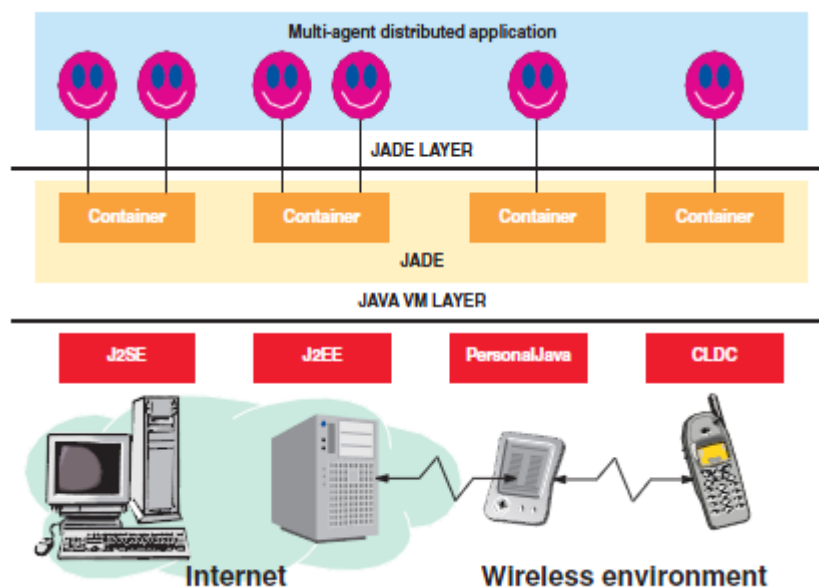 Multi-agent distributed application
JADE LAYER
Container Container Container Container
JADE
JAVA VM LAYER
J2SE J2EE PersonalJava CLDC
Internet Wireless environment